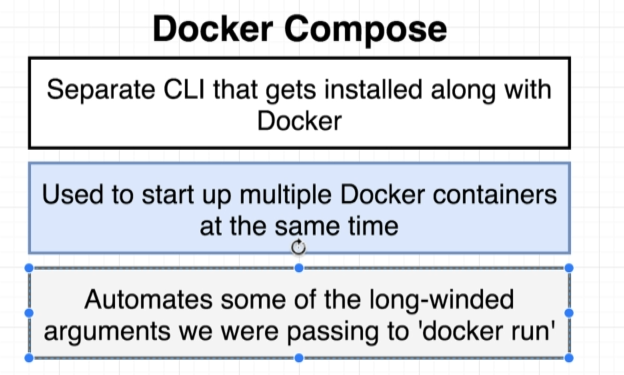 Docker Compose
Separate CLI that gets installed along with
Docker
Used to start up multiple Docker containers
at the same time
Automates some of the long-winded
arguments we were passing to 'docker run'